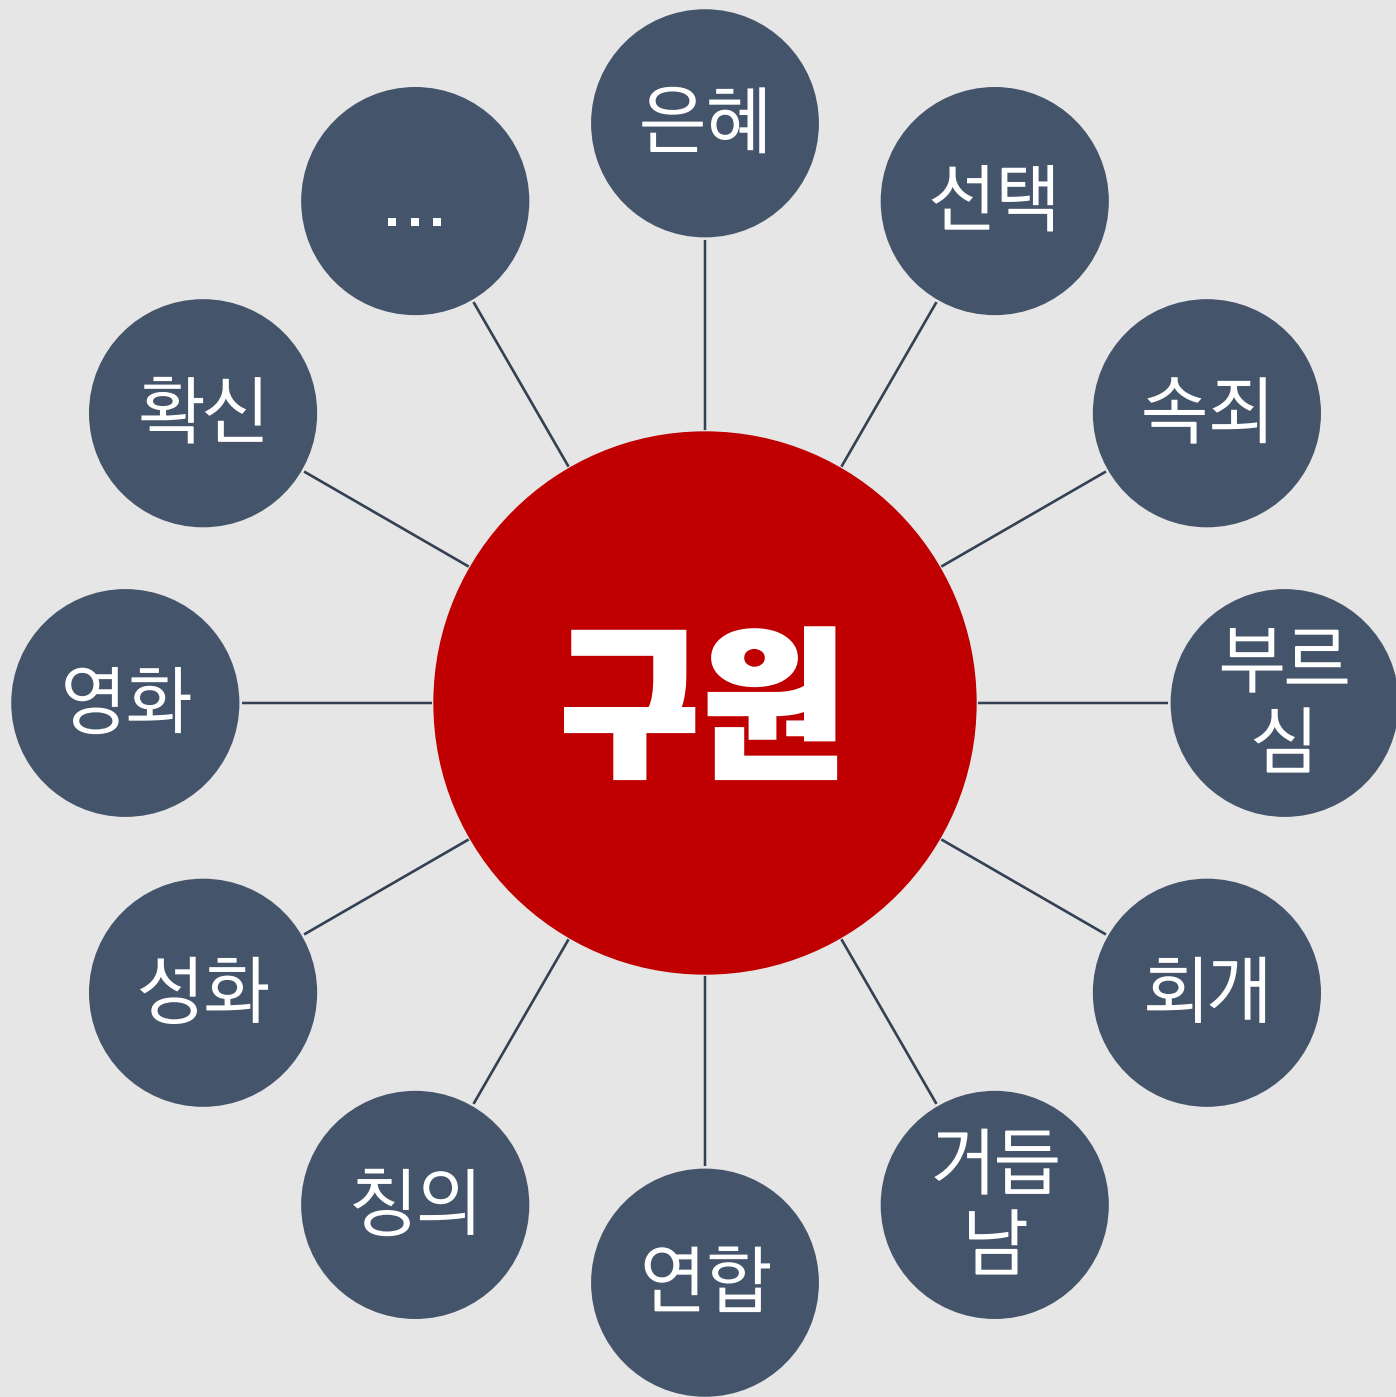 은혜
선택
속죄
부르
심
회개
거듭
남
연합
칭의
성화
영화
확신
...
구원